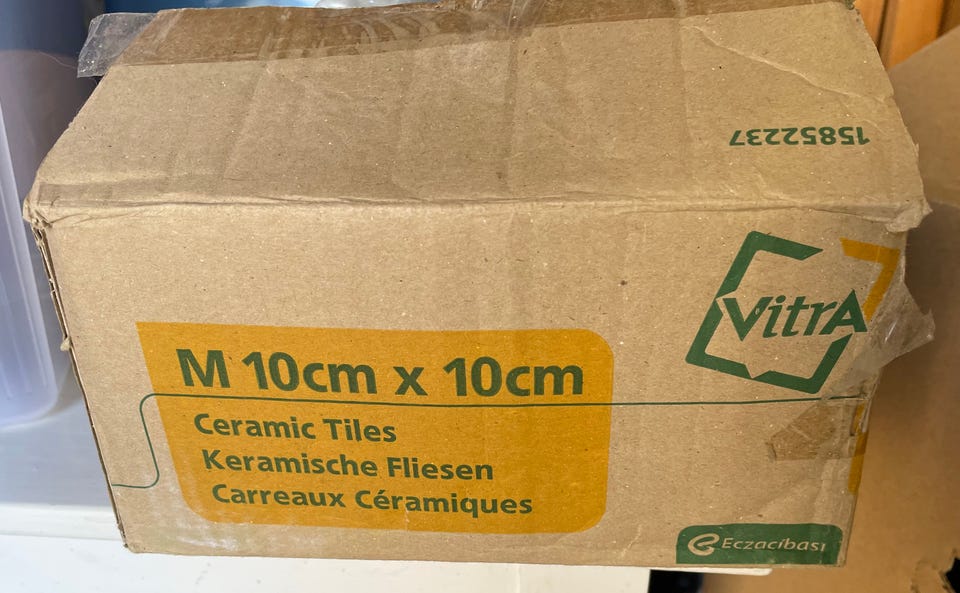 15852237
VitrA
M 10cm x 10cm
Ceramic Tiles
Keramische Fliesen
Carreaux Céramiques
Eczacıbaşı